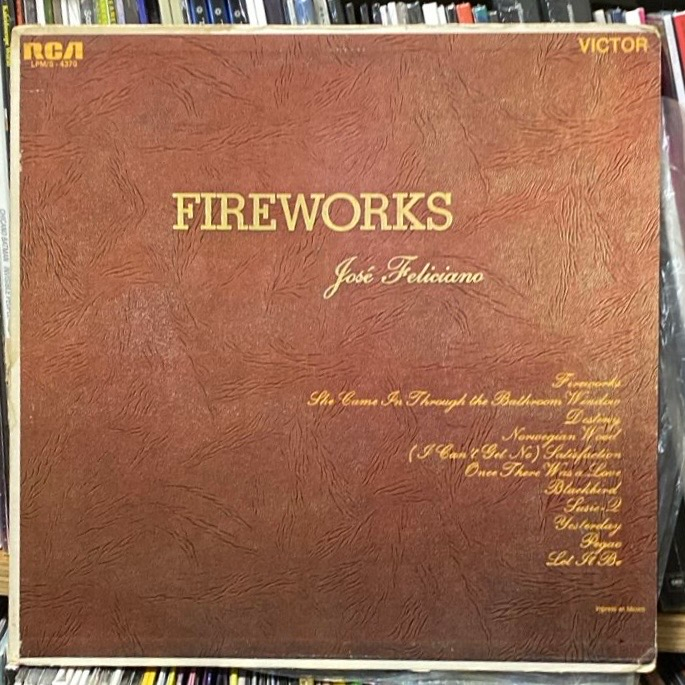 RCA
LPM/S - 4370
VICTOR
FIREWORKS
José Feliciano
Fireworks
She Came In Through the Bathroom Window
Destiny
Norwegian Wood
(I Can't Get No) Satisfaction
Once There Was a Love
Blackbird
Susie-Q
Yesterday
Pegao
Let It Be
Impreso en Mexico